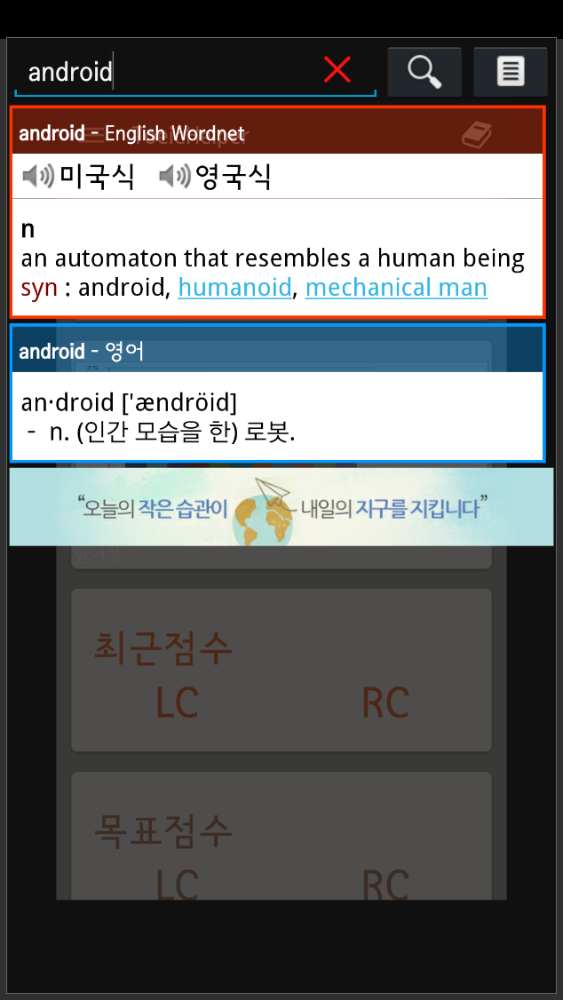 android
android - English Wordnet
ToeicHelper
미국식 영국식
n
an automaton that resembles a human being
syn : android, humanoid, mechanical man
android - 영어
25
an·droid ['ændröid]
- n. (인간 모습을 한) 로봇.
“오늘의 작은 습관이 내일의 지구를 지킵니다”
단어장
최근점수
LC RC
목표점수
LC RC